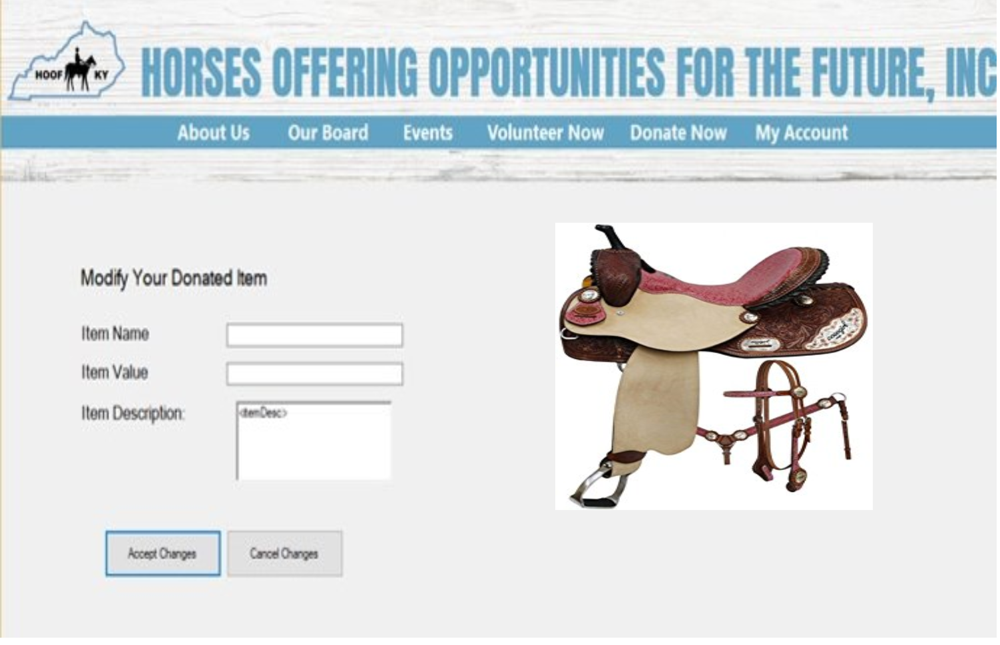 HOOF KY
HORSES OFFERING OPPORTUNITIES FOR THE FUTURE, INC
About Us Our Board Events Volunteer Now Donate Now My Account
Modify Your Donated Item
Item Name
Item Value
Item Description:
<itemDesc>
Accept Changes Cancel Changes